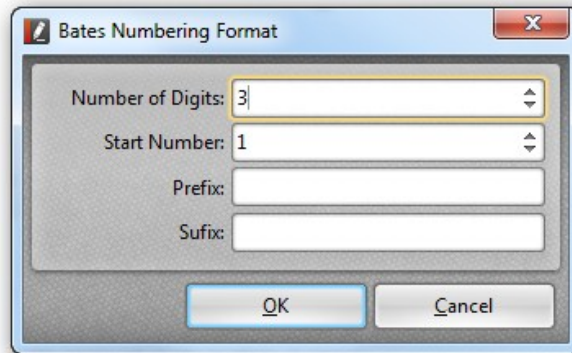 Bates Numbering Format
Number of Digits: 3
Start Number: 1
Prefix:
Sufix:
OK Cancel